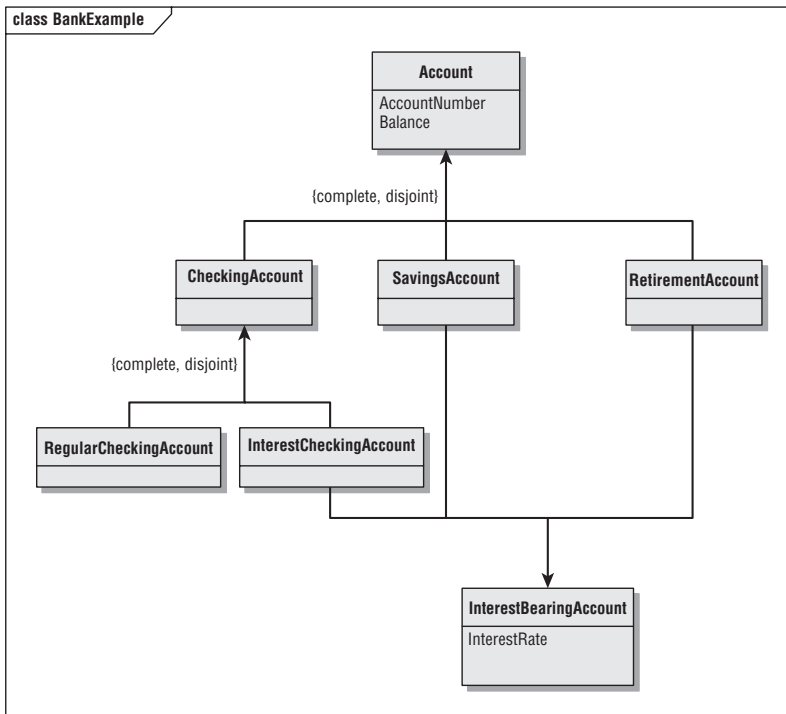 class BankExample
Account
AccountNumber
Balance
{complete, disjoint}
CheckingAccount
SavingsAccount
RetirementAccount
{complete, disjoint}
RegularCheckingAccount
InterestCheckingAccount
InterestBearingAccount
InterestRate